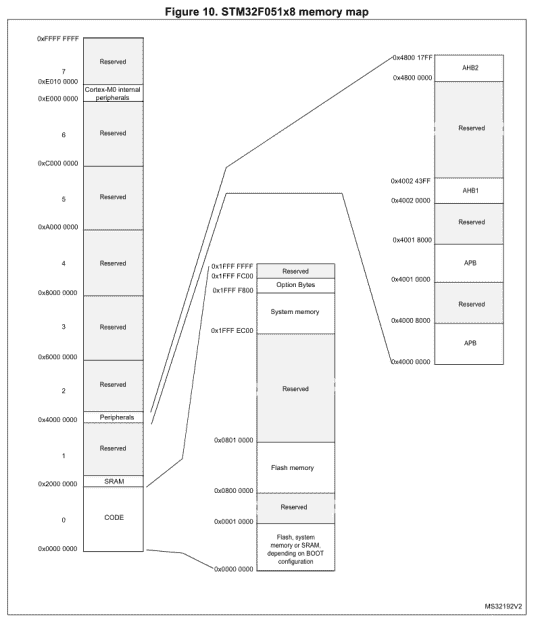 Figure 10. STM32F051x8 memory map
0xFFFF FFFF
Reserved
7
0xE010 0000
Cortex-M0 internal
peripherals
0xE000 0000
6
Reserved
0xC000 0000
5
Reserved
0xA000 0000
4
Reserved
0x8000 0000
3
Reserved
0x6000 0000
2
Reserved
0x4000 0000
Peripherals
1
Reserved
0x2000 0000
SRAM
0
CODE
0x0000 0000
0x1FFF FFFF
Reserved
0x1FFF FC00
Option Bytes
0x1FFF F800
System memory
0x1FFF EC00
Reserved
0x0801 0000
Flash memory
0x0800 0000
Reserved
0x0001 0000
Flash, system
memory or SRAM,
depending on BOOT
configuration
0x0000 0000
0x4800 17FF
AHB2
0x4800 0000
Reserved
0x4002 43FF
AHB1
0x4002 0000
Reserved
0x4001 8000
APB
0x4001 0000
Reserved
0x4000 8000
APB
0x4000 0000
MS32192V2